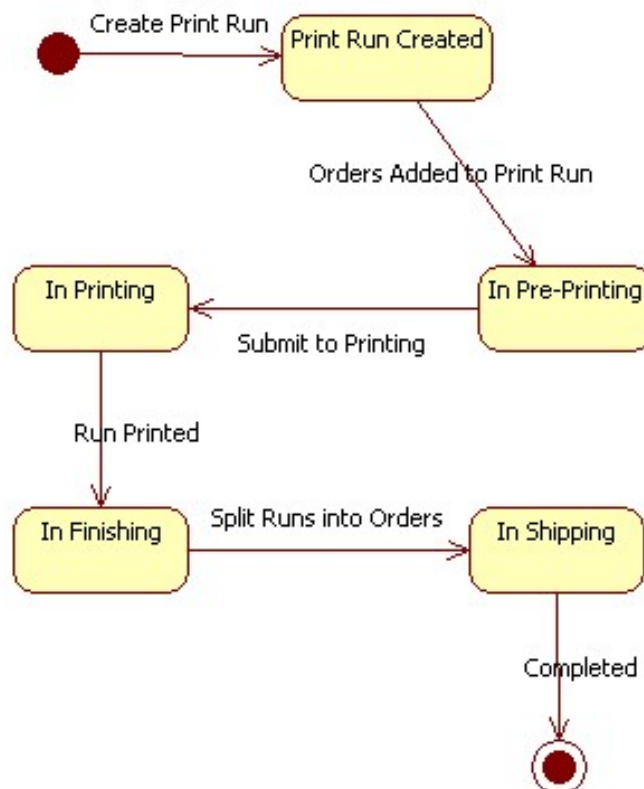 Create Print Run
Print Run Created
Orders Added to Print Run
In Printing
In Pre-Printing
Submit to Printing
Run Printed
In Finishing
Split Runs into Orders
In Shipping
Completed